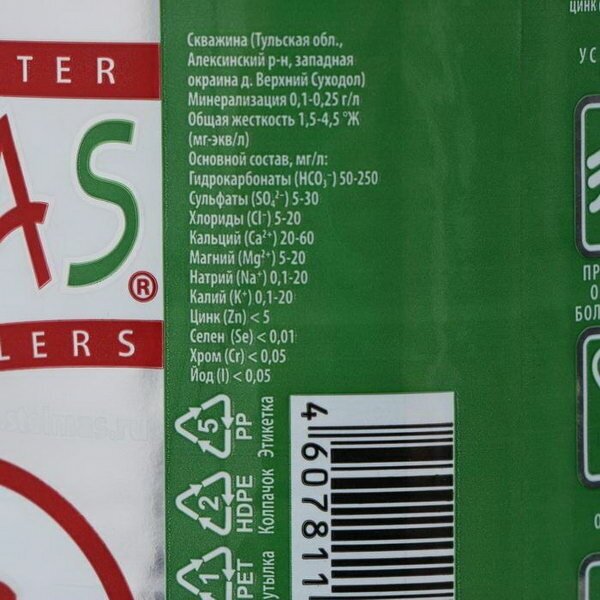 Скважина (Тульская обл.,
Алексинский р-н, западная
окраина д. Верхний Суходол)
Минерализация 0,1-0,25 г/л
Общая жесткость 1,5-4,5 °Ж
(мг-экв/л)
Основной состав, мг/л:
Гидрокарбонаты (HCO₃⁻) 50-250
Сульфаты (SO₄²⁻) 5-30
Хлориды (Cl⁻) 5-20
Кальций (Ca²⁺) 20-60
Магний (Mg²⁺) 5-20
Натрий (Na⁺) 0,1-20
Калий (K⁺) 0,1-20
Цинк (Zn) < 5
Селен (Se) < 0,01
Хром (Cr) < 0,05
Йод (I) < 0,05
TER
AS®
LERS
5 PP Этикетка
2 HDPE Колпачок
1 PET
4 607811
цинк